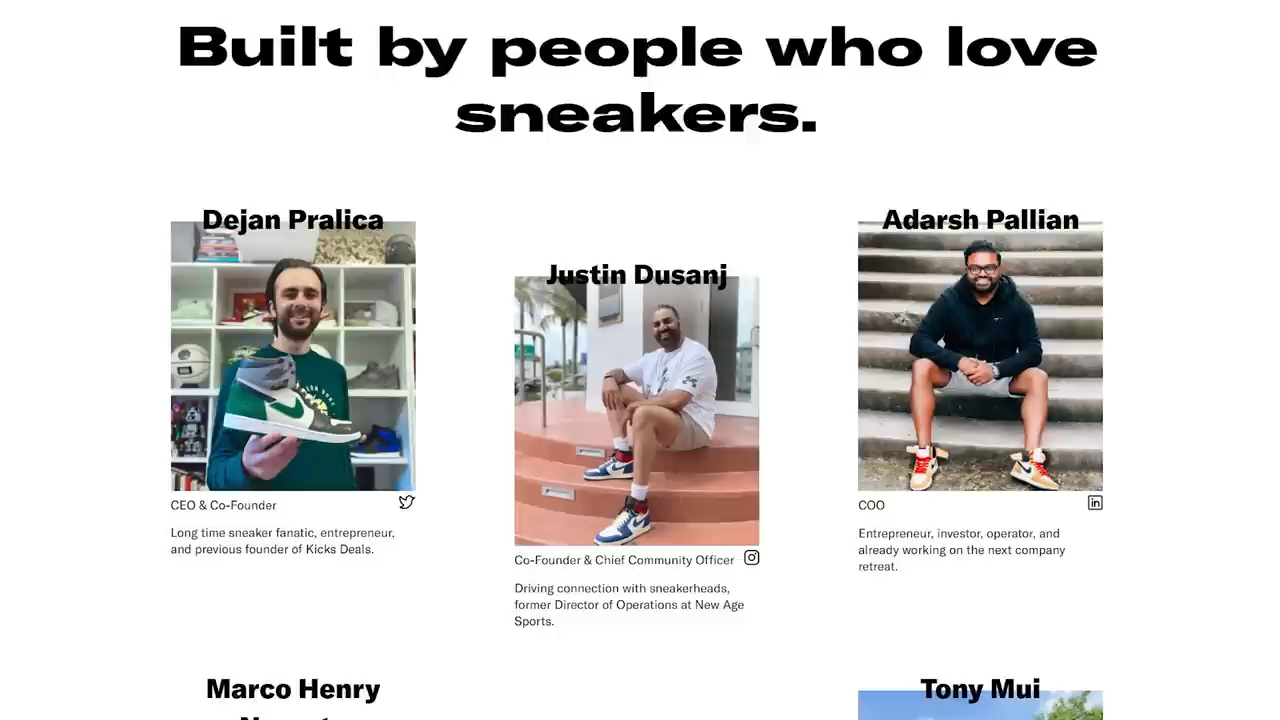 Built by people who love
sneakers.
Dejan Pralica
CEO & Co-Founder
Long time sneaker fanatic, entrepreneur,
and previous founder of Kicks Deals.
Justin Dusanj
Co-Founder & Chief Community Officer
Driving connection with sneakerheads,
former Director of Operations at New Age
Sports.
Adarsh Pallian
COO
Entrepreneur, investor, operator, and
already working on the next company
retreat.
Marco Henry
Tony Mui